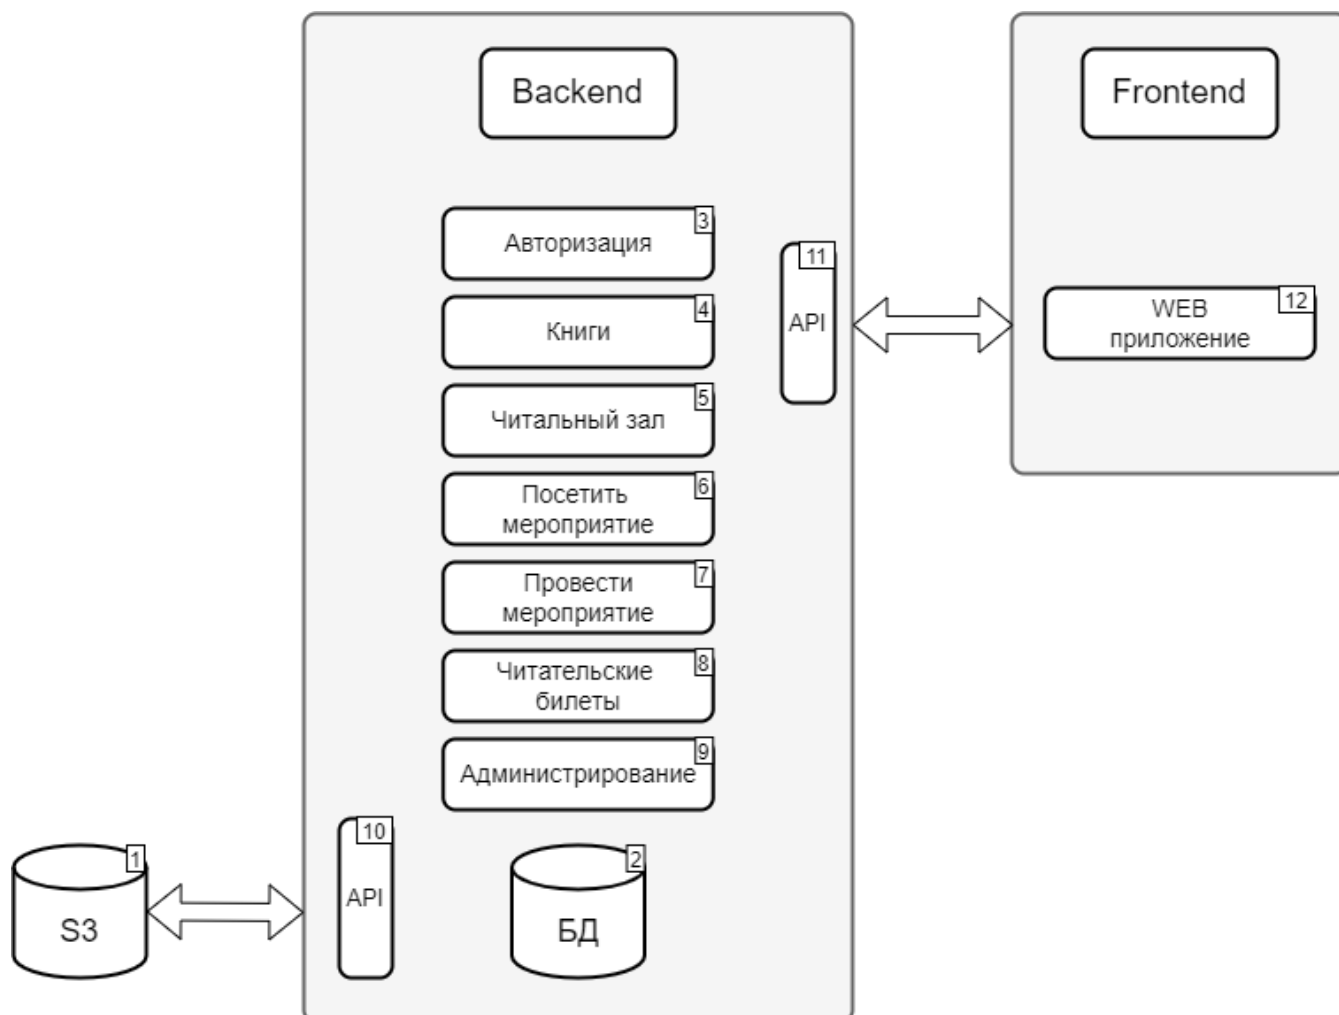 Backend
3
Авторизация
4
Книги
5
Читальный зал
6
Посетить
мероприятие
7
Провести
мероприятие
8
Читательские
билеты
9
Администрирование
10
API
2
БД
1
S3
11
API
Frontend
12
WEB
приложение